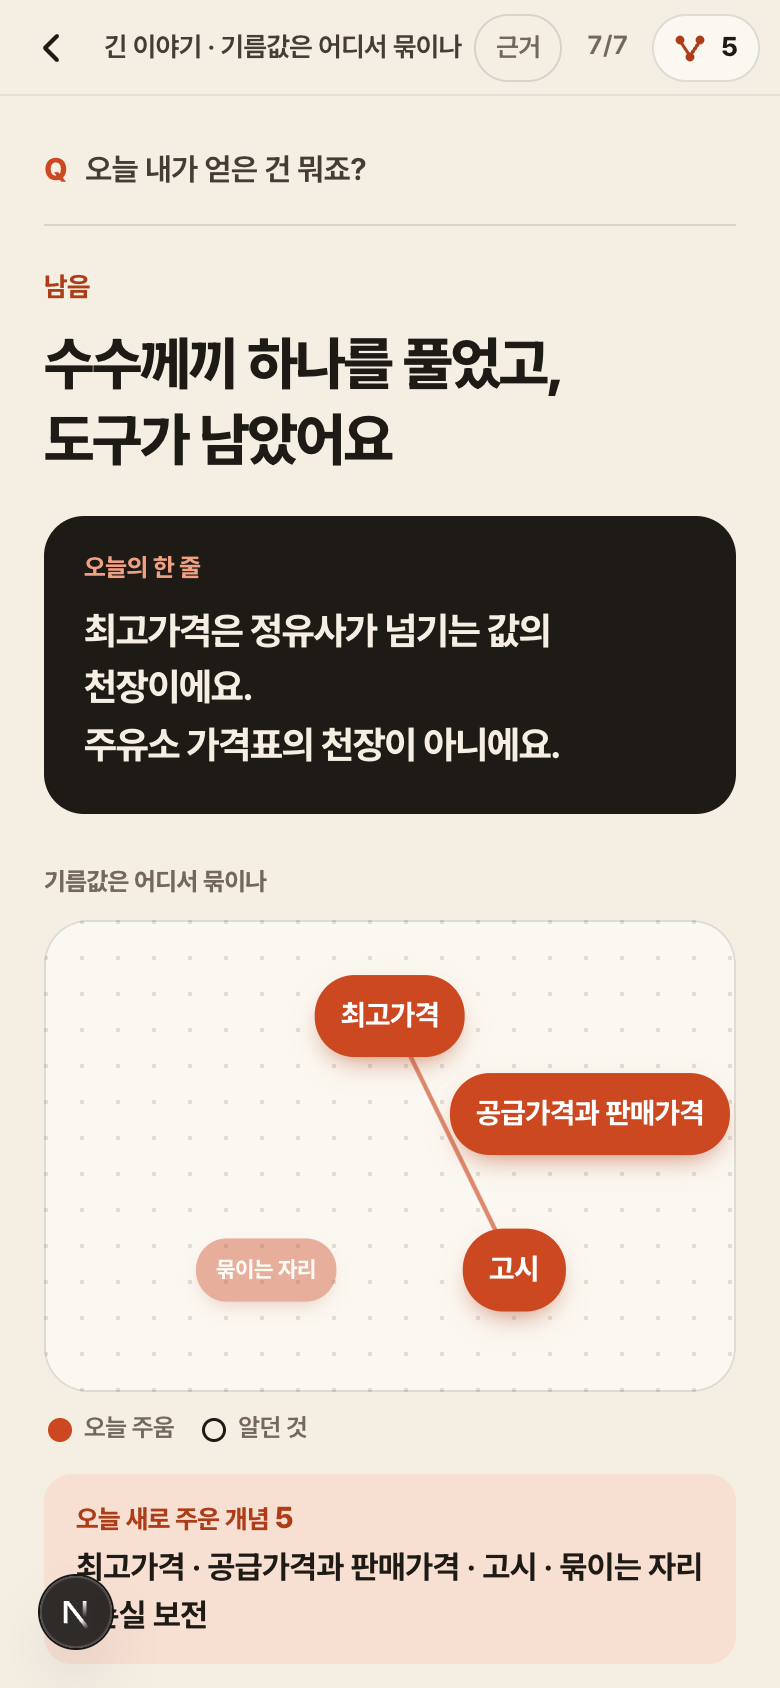 긴 이야기 · 기름값은 어디서 묶이나 근거 7/7 5
Q 오늘 내가 얻은 건 뭐죠?
남음
수수께끼 하나를 풀었고,
도구가 남았어요
오늘의 한 줄
최고가격은 정유사가 넘기는 값의
천장이에요.
주유소 가격표의 천장이 아니에요.
기름값은 어디서 묶이나
최고가격
공급가격과 판매가격
묶이는 자리
고시
오늘 주움 알던 것
오늘 새로 주운 개념 5
최고가격 · 공급가격과 판매가격 · 고시 · 묶이는 자리
보전
N